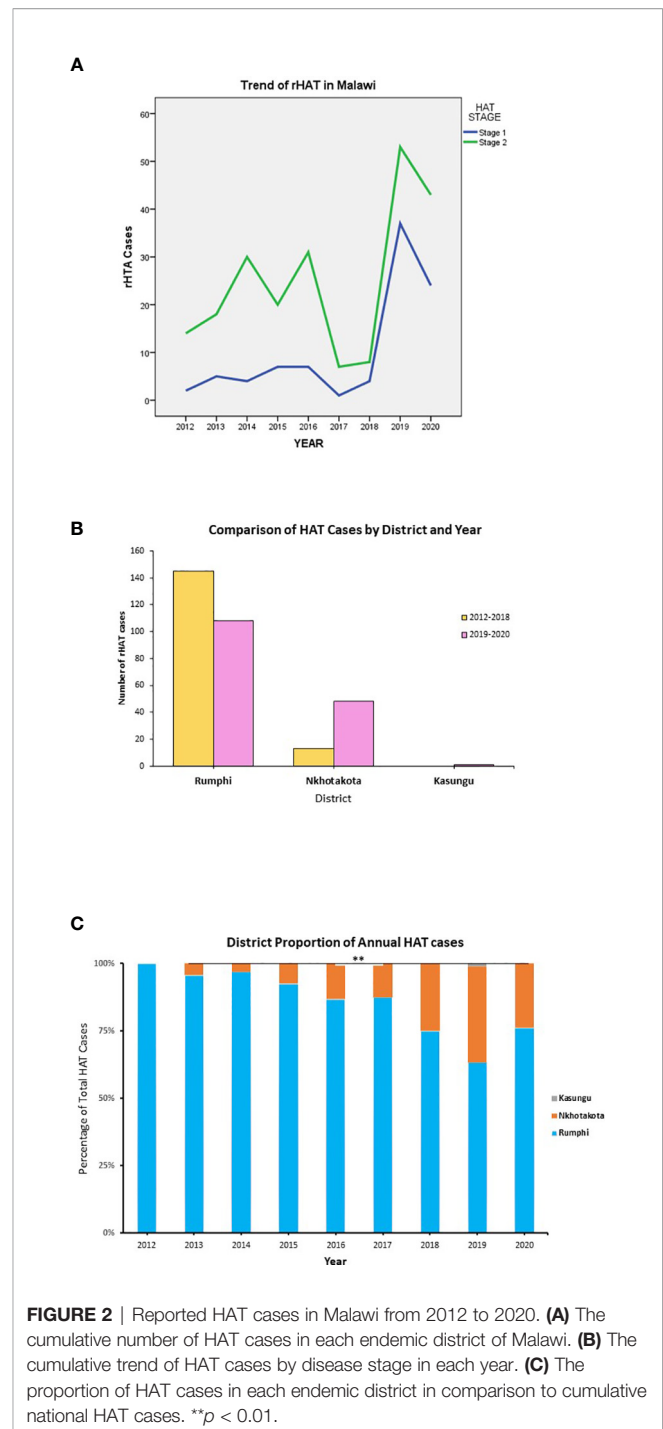 A
Trend of rHAT in Malawi
HAT
STAGE
Stage 1
Stage 2
60
50
40
30
20
10
0
rHTA Cases
2012 2013 2014 2015 2016 2017 2018 2019 2020
YEAR
B
Comparison of HAT Cases by District and Year
160
140
120
100
80
60
40
20
0
Number of rHAT cases
2012-2018
2019-2020
Rumphi Nkhotakota Kasungu
District
C
District Proportion of Annual HAT cases
**
100%
75%
50%
25%
0%
Percentage of Total HAT Cases
Kasungu
Nkhotakota
Rumphi
2012 2013 2014 2015 2016 2017 2018 2019 2020
Year
FIGURE 2 | Reported HAT cases in Malawi from 2012 to 2020. (A) The
cumulative number of HAT cases in each endemic district of Malawi. (B) The
cumulative trend of HAT cases by disease stage in each year. (C) The
proportion of HAT cases in each endemic district in comparison to cumulative
national HAT cases. **p < 0.01.